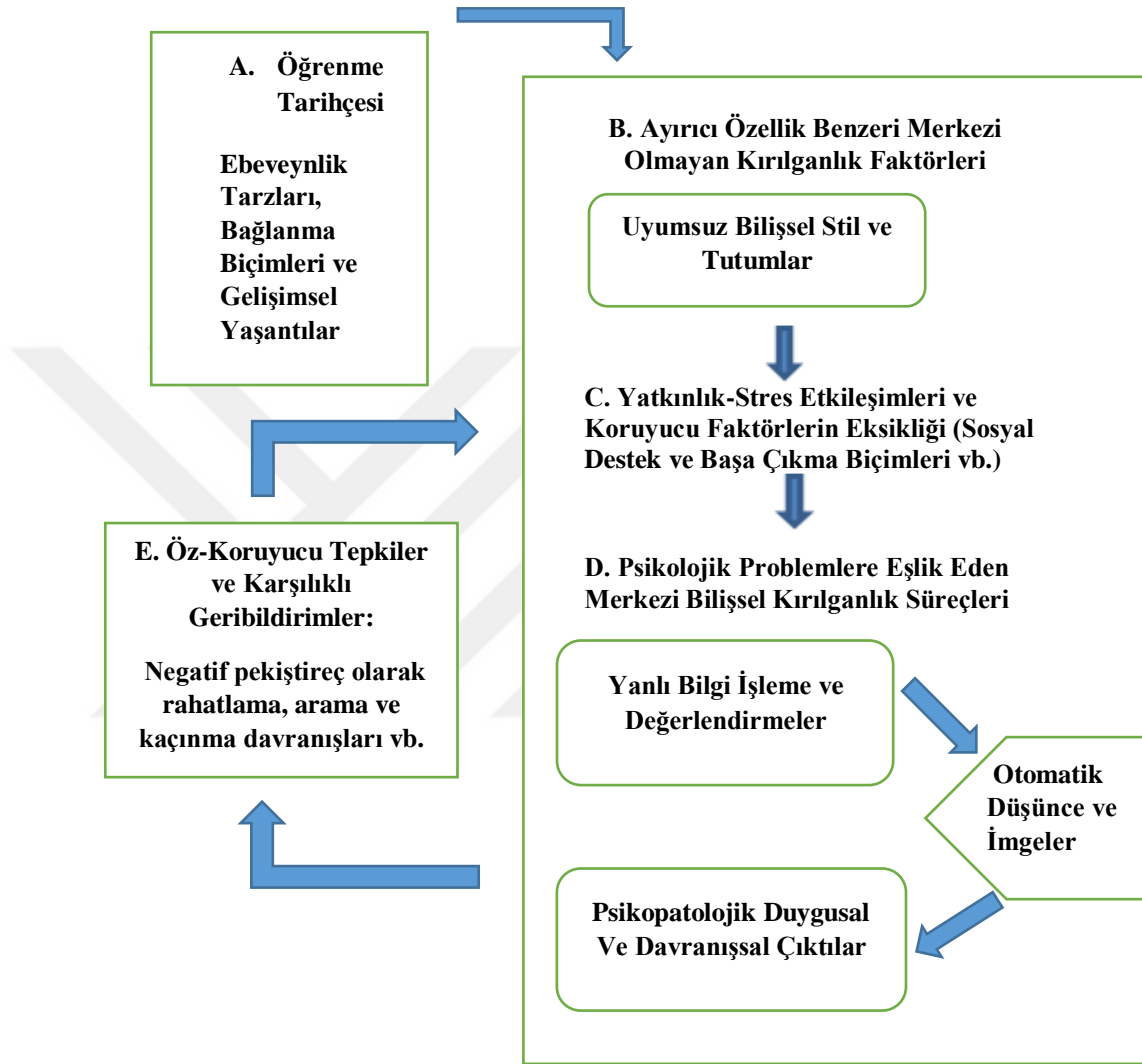 A. Öğrenme
Tarihçesi
Ebeveynlik
Tarzları,
Bağlanma
Biçimleri ve
Gelişimsel
Yaşantılar
B. Ayırıcı Özellik Benzeri Merkezi
Olmayan Kırılganlık Faktörleri
Uyumsuz Bilişsel Stil ve
Tutumlar
C. Yatkınlık-Stres Etkileşimleri ve
Koruyucu Faktörlerin Eksikliği (Sosyal
Destek ve Başa Çıkma Biçimleri vb.)
D. Psikolojik Problemlere Eşlik Eden
Merkezi Bilişsel Kırılganlık Süreçleri
Yanlı Bilgi İşleme ve
Değerlendirmeler
Otomatik
Düşünce ve
İmgeler
Psikopatolojik Duygusal
Ve Davranışsal Çıktılar
E. Öz-Koruyucu Tepkiler
ve Karşılıklı
Geribildirimler:
Negatif pekiştireç olarak
rahatlama, arama ve
kaçınma davranışları vb.